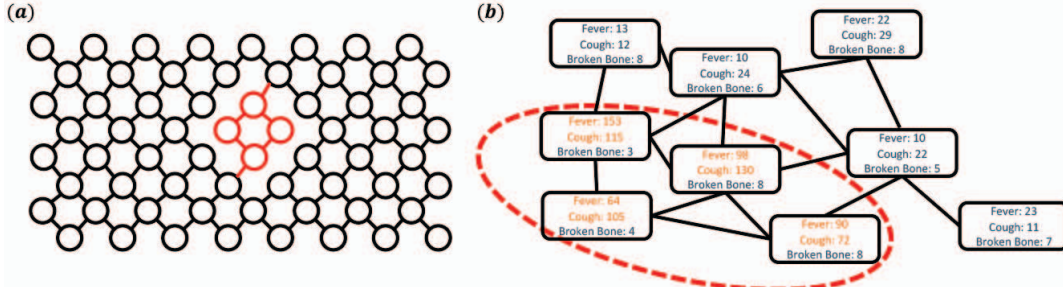 (a)
(b)
Fever: 13
Cough: 12
Broken Bone: 8
Fever: 10
Cough: 24
Broken Bone: 6
Fever: 22
Cough: 29
Broken Bone: 8
Fever: 153
Cough: 115
Broken Bone: 3
Fever: 98
Cough: 130
Broken Bone: 8
Fever: 10
Cough: 22
Broken Bone: 5
Fever: 64
Cough: 105
Broken Bone: 4
Fever: 90
Cough: 72
Broken Bone: 8
Fever: 23
Cough: 11
Broken Bone: 7